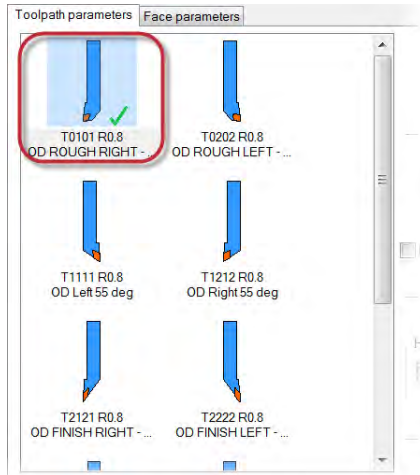 Toolpath parameters Face parameters
T0101 R0.8 T0202 R0.8
OD ROUGH RIGHT - ... OD ROUGH LEFT - ...
T1111 R0.8 T1212 R0.8
OD Left 55 deg OD Right 55 deg
T2121 R0.8 T2222 R0.8
OD FINISH RIGHT - ... OD FINISH LEFT - ...